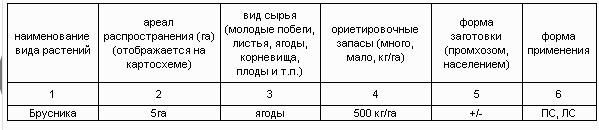 наименование вида растений
ареал распространения (га) (отображается на картосхеме)
вид сырья (молодые побеги, листья, ягоды, корневища, плоды и т.п.)
ориетировочные запасы (много, мало, кг/га)
форма заготовки (промхозом, населением)
форма применения
1 2 3 4 5 6
Брусника 5га ягоды 500 кг/га +/- ПС, ЛС